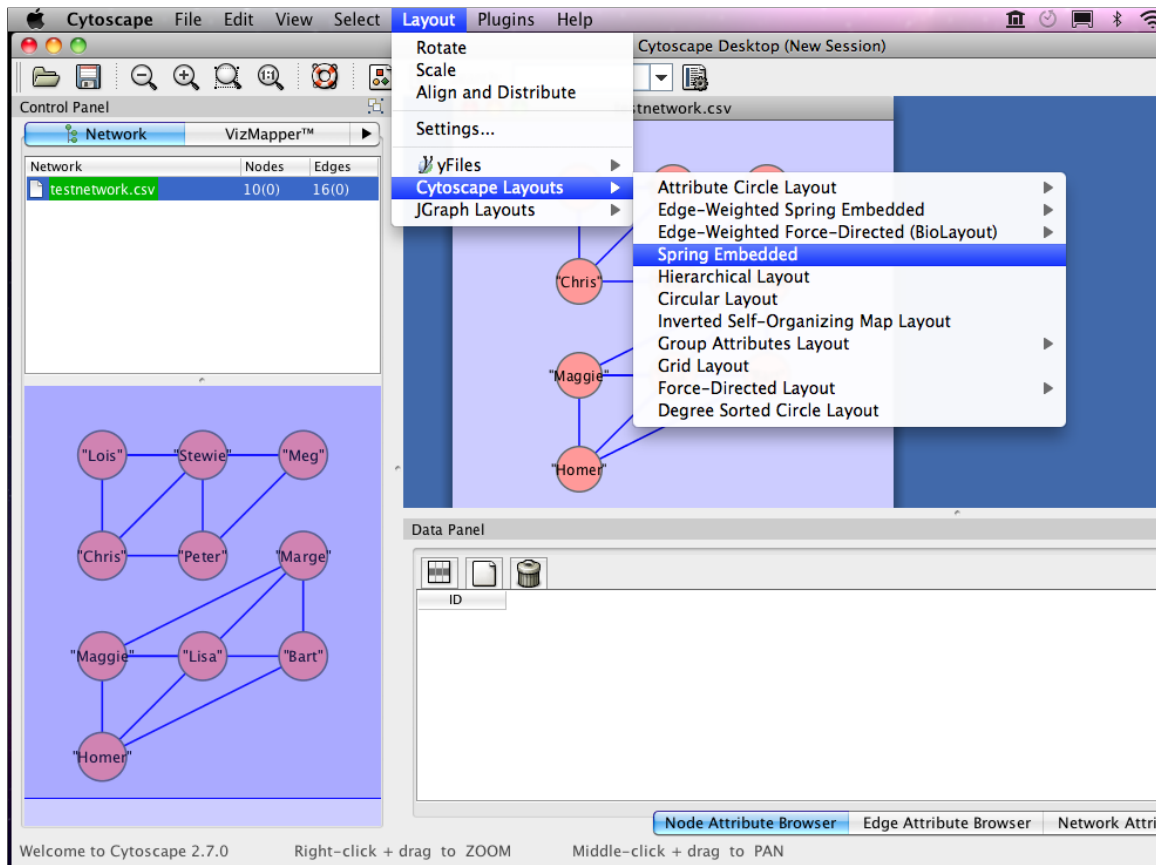 Cytoscape File Edit View Select Layout Plugins Help
Cytoscape Desktop (New Session)
Rotate
Scale
Align and Distribute
Settings...
yFiles
Cytoscape Layouts
JGraph Layouts
Attribute Circle Layout
Edge-Weighted Spring Embedded
Edge-Weighted Force-Directed (BioLayout)
Spring Embedded
Hierarchical Layout
Circular Layout
Inverted Self-Organizing Map Layout
Group Attributes Layout
Grid Layout
Force-Directed Layout
Degree Sorted Circle Layout
Control Panel
Network VizMapper™
Network Nodes Edges
testnetwork.csv 10(0) 16(0)
stnetwork.csv
"Chris"
"Maggie"
"Homer"
"Lois" "Stewie" "Meg"
"Chris" "Peter" "Marge"
"Maggie" "Lisa" "Bart"
"Homer"
Data Panel
ID
Node Attribute Browser Edge Attribute Browser Network Attri
Welcome to Cytoscape 2.7.0 Right-click + drag to ZOOM Middle-click + drag to PAN